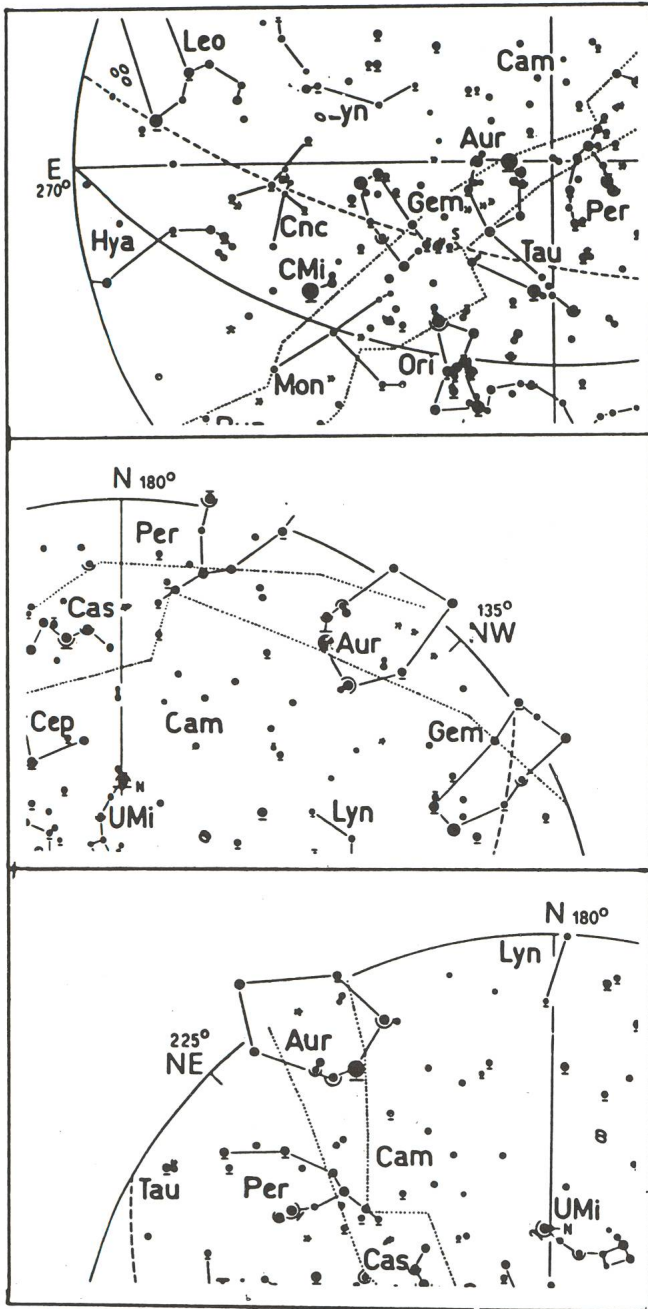 Leo
Cam
yn
Aur
E
270°
Gem
Per
Cnc
S
Hya
Tau
CMi
Ori
Mon
N 180°
Per
Cas
135°
NW
Aur
Cep
Cam
Gem
N
UMi
Lyn
N 180°
Lyn
225°
NE
Aur
Cam
Tau
Per
UMi
N
Cas